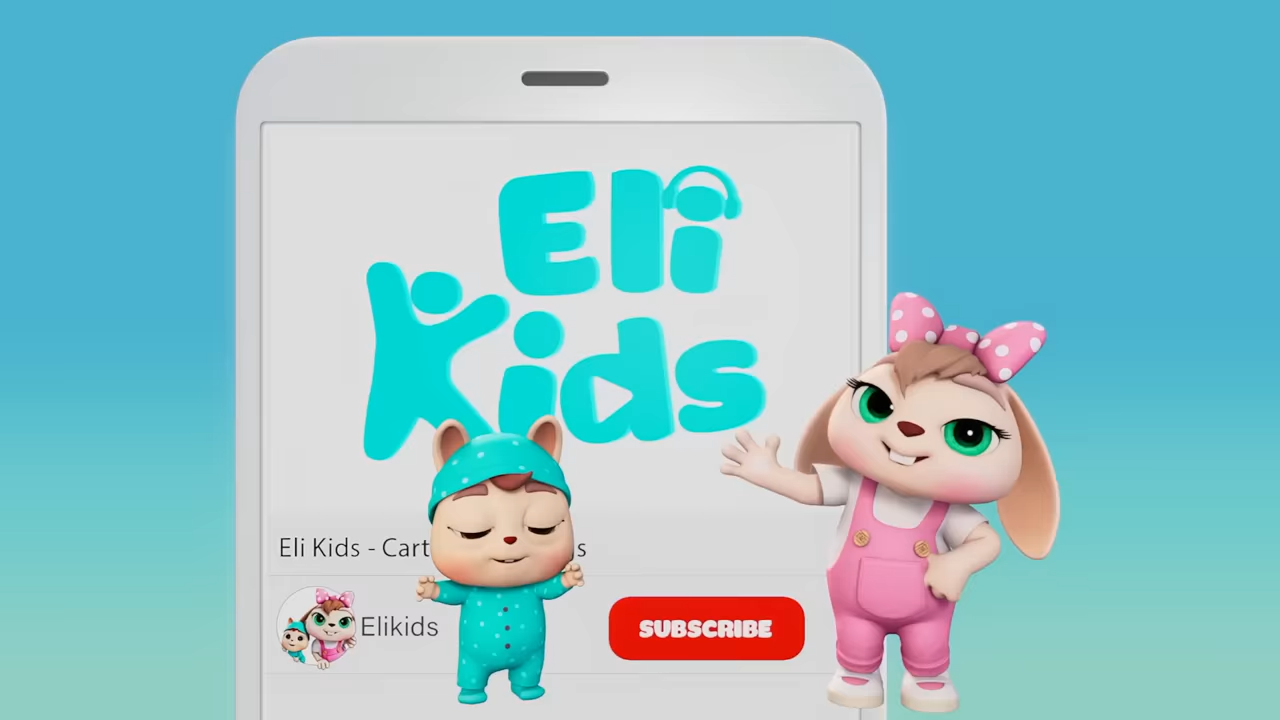 Eli
Kids
Eli Kids - Cart s
Elikids
SUBSCRIBE